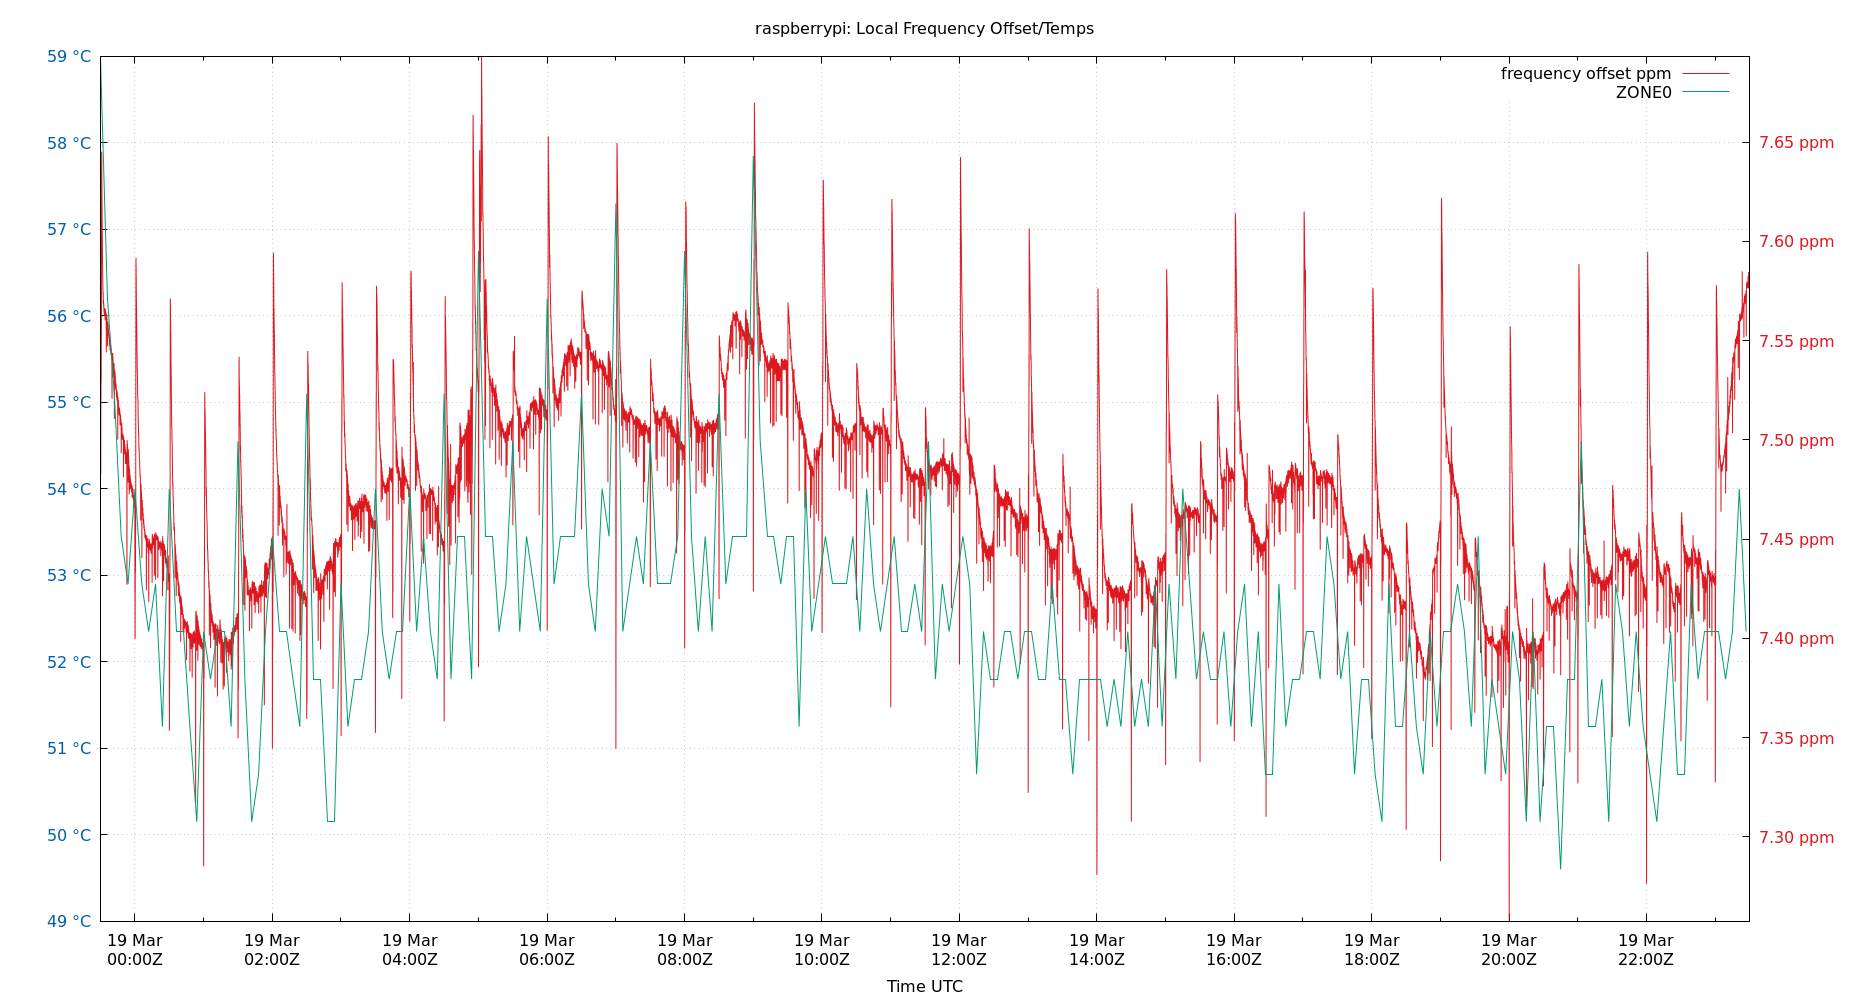 raspberrypi: Local Frequency Offset/Temps
frequency offset ppm
ZONE0
59 °C
58 °C
57 °C
56 °C
55 °C
54 °C
53 °C
52 °C
51 °C
50 °C
49 °C
7.65 ppm
7.60 ppm
7.55 ppm
7.50 ppm
7.45 ppm
7.40 ppm
7.35 ppm
7.30 ppm
19 Mar 19 Mar 19 Mar 19 Mar 19 Mar 19 Mar 19 Mar 19 Mar 19 Mar 19 Mar 19 Mar 19 Mar
00:00Z 02:00Z 04:00Z 06:00Z 08:00Z 10:00Z 12:00Z 14:00Z 16:00Z 18:00Z 20:00Z 22:00Z
Time UTC